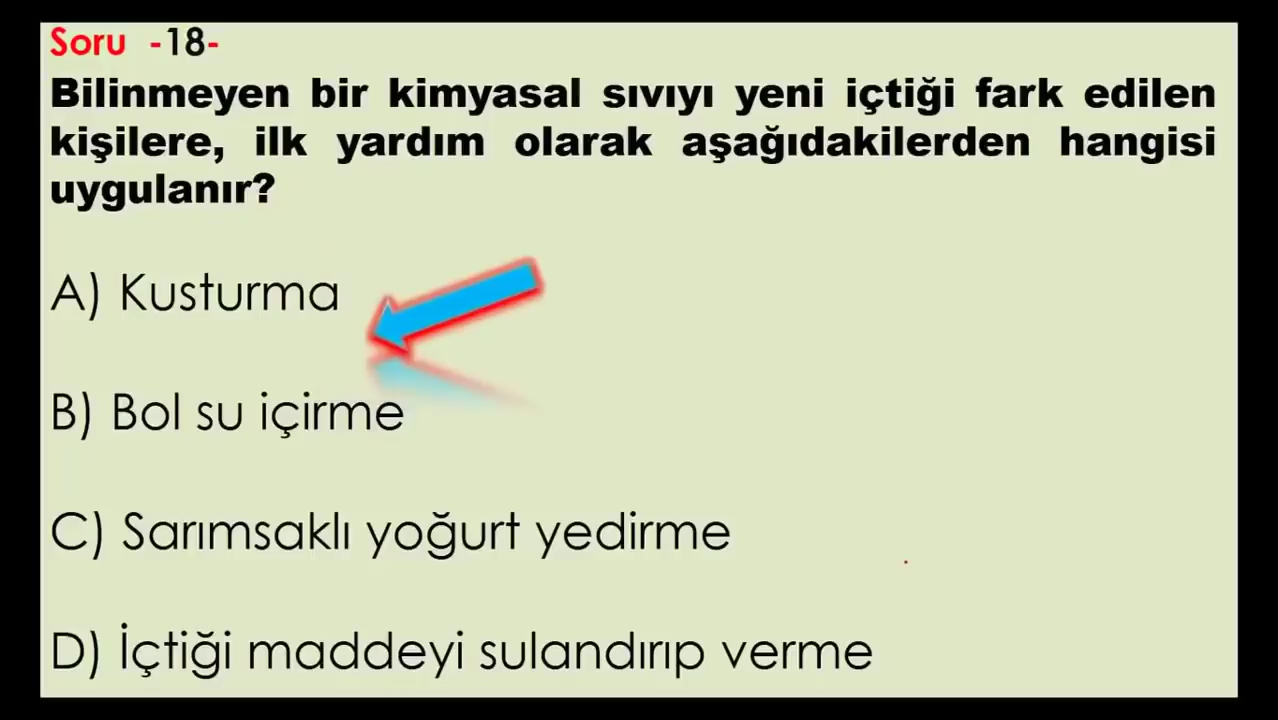 Soru -18-
Bilinmeyen bir kimyasal sıvıyı yeni içtiği fark edilen
kişilere, ilk yardım olarak aşağıdakilerden hangisi
uygulanır?
A) Kusturma
B) Bol su içirme
C) Sarımsaklı yoğurt yedirme
D) İçtiği maddeyi sulandırıp verme